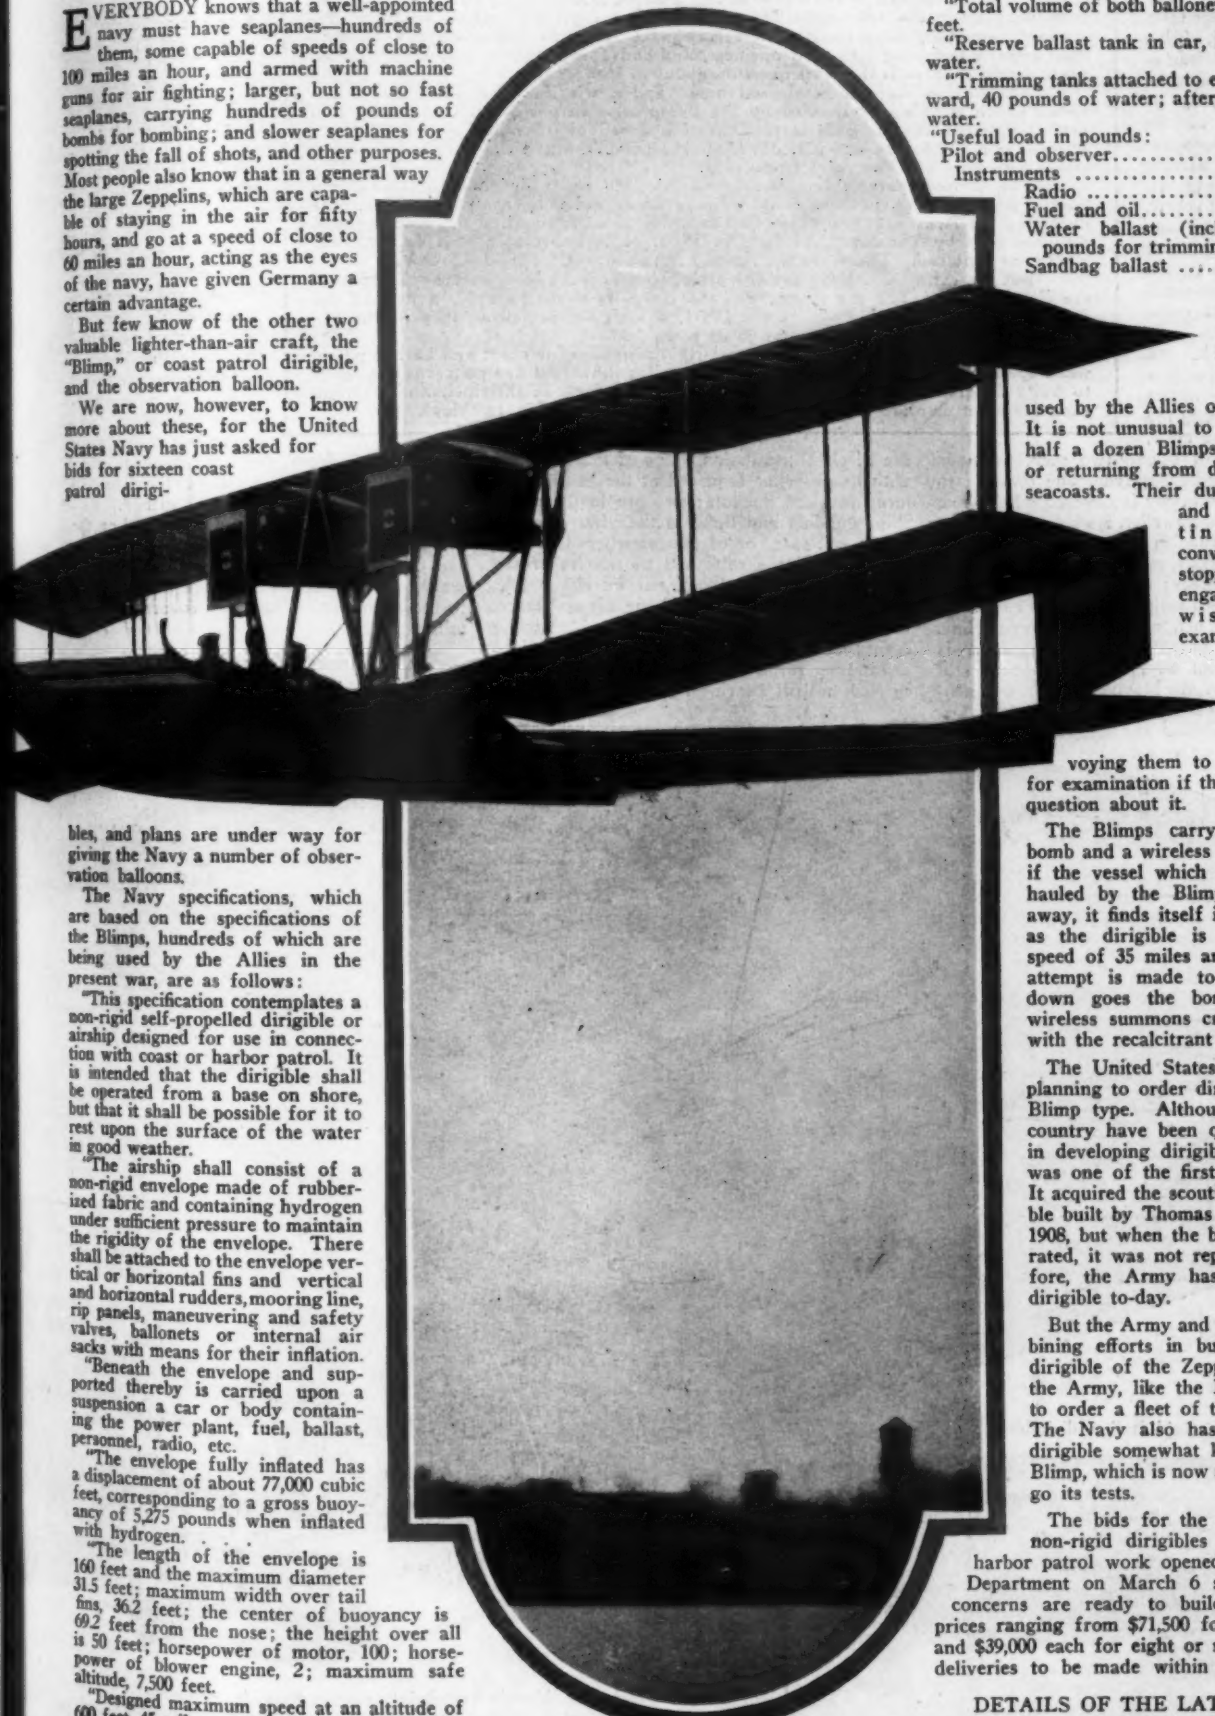 EVERYBODY knows that a well-appointed
navy must have seaplanes—hundreds of
them, some capable of speeds of close to
100 miles an hour, and armed with machine
guns for air fighting; larger, but not so fast
seaplanes, carrying hundreds of pounds of
bombs for bombing; and slower seaplanes for
spotting the fall of shots, and other purposes.
Most people also know that in a general way
the large Zeppelins, which are capa-
ble of staying in the air for fifty
hours, and go at a speed of close to
60 miles an hour, acting as the eyes
of the navy, have given Germany a
certain advantage.
But few know of the other two
valuable lighter-than-air craft, the
"Blimp," or coast patrol dirigible,
and the observation balloon.
We are now, however, to know
more about these, for the United
States Navy has just asked for
bids for sixteen coast
patrol dirigi-
bles, and plans are under way for
giving the Navy a number of obser-
vation balloons.
The Navy specifications, which
are based on the specifications of
the Blimps, hundreds of which are
being used by the Allies in the
present war, are as follows:
"This specification contemplates a
non-rigid self-propelled dirigible or
airship designed for use in connec-
tion with coast or harbor patrol. It
is intended that the dirigible shall
be operated from a base on shore,
but that it shall be possible for it to
rest upon the surface of the water
in good weather.
"The airship shall consist of a
non-rigid envelope made of rubber-
ized fabric and containing hydrogen
under sufficient pressure to maintain
the rigidity of the envelope. There
shall be attached to the envelope ver-
tical or horizontal fins and vertical
and horizontal rudders, mooring line,
rip panels, maneuvering and safety
valves, ballonets or internal air
sacks with means for their inflation.
"Beneath the envelope and sup-
ported thereby is carried upon a
suspension a car or body contain-
ing the power plant, fuel, ballast,
personnel, radio, etc.
"The envelope fully inflated has
a displacement of about 77,000 cubic
feet, corresponding to a gross buoy-
ancy of 5,275 pounds when inflated
with hydrogen. . . .
"The length of the envelope is
160 feet and the maximum diameter
31.5 feet; maximum width over tail
fins, 36.2 feet; the center of buoyancy is
69.2 feet from the nose; the height over all
is 50 feet; horsepower of motor, 100; horse-
power of blower engine, 2; maximum safe
altitude, 7,500 feet.
"Designed maximum speed at an altitude of
"Total volume of both ballone
feet.
"Reserve ballast tank in car,
water.
"Trimming tanks attached to e
ward, 40 pounds of water; after
water.
"Useful load in pounds:
Pilot and observer............
Instruments ................
Radio ..............
Fuel and oil........
Water ballast (incl
pounds for trimmin
Sandbag ballast ....
used by the Allies o
It is not unusual to
half a dozen Blimps
or returning from d
seacoasts. Their du
and
tin
conv
stop
enga
wis
exan
voying them to
for examination if th
question about it.
The Blimps carry
bomb and a wireless
if the vessel which
hauled by the Blim
away, it finds itself i
as the dirigible is
speed of 35 miles an
attempt is made to
down goes the bo
wireless summons cr
with the recalcitrant
The United States
planning to order dir
Blimp type. Althou
country have been q
in developing dirigib
was one of the first
It acquired the scout
ble built by Thomas
1908, but when the b
rated, it was not rep
fore, the Army has
dirigible to-day.
But the Army and
bining efforts in bu
dirigible of the Zepp
the Army, like the
to order a fleet of t
The Navy also has
dirigible somewhat l
Blimp, which is now
go its tests.
The bids for the
non-rigid dirigibles
harbor patrol work opened
Department on March 6 s
concerns are ready to build
prices ranging from $71,500 fo
and $39,000 each for eight or
deliveries to be made within
DETAILS OF THE LAT